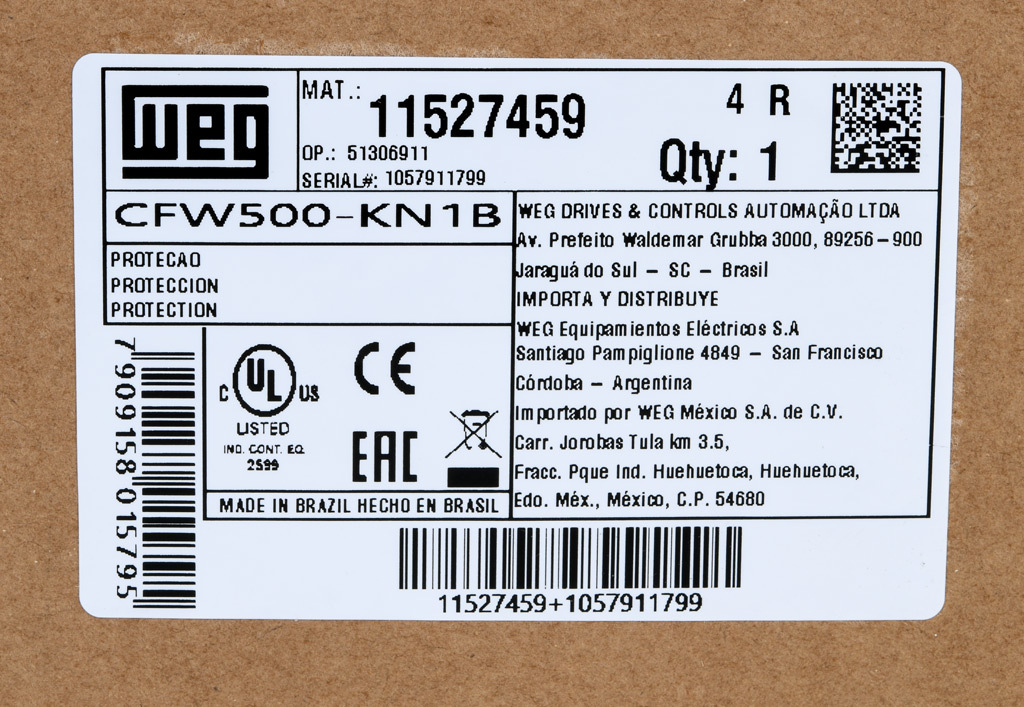 weg
MAT.: 11527459
OP.: 51306911
SERIAL#: 1057911799
4 R
Qty: 1
CFW500-KN1B
PROTECAO
PROTECCION
PROTECTION
WEG DRIVES & CONTROLS AUTOMAÇÃO LTDA
Av. Prefeito Waldemar Grubba 3000, 89256-900
Jaraguá do Sul - SC - Brasil
IMPORTA Y DISTRIBUYE
WEG Equipamientos Eléctricos S.A
Santiago Pampiglione 4849 - San Francisco
Córdoba - Argentina
Importado por WEG México S.A. de C.V.
Carr. Jorobas Tula km 3.5,
Fracc. Pque Ind. Huehuetoca, Huehuetoca,
Edo. Méx., México, C.P. 54680
7909158015795
C UL US
LISTED
IND. CONT. EQ.
2S99
CE
EAC
MADE IN BRAZIL HECHO EN BRASIL
11527459+1057911799